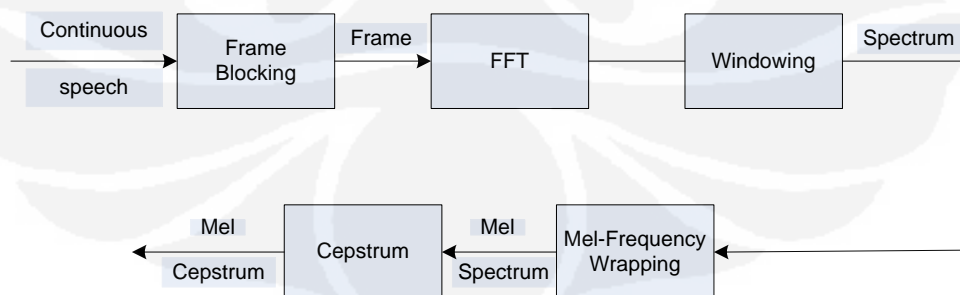 Continuous
speech
Frame
Blocking
Frame
FFT
Windowing
Spectrum
Mel
Cepstrum
Cepstrum
Mel
Spectrum
Mel-Frequency
Wrapping